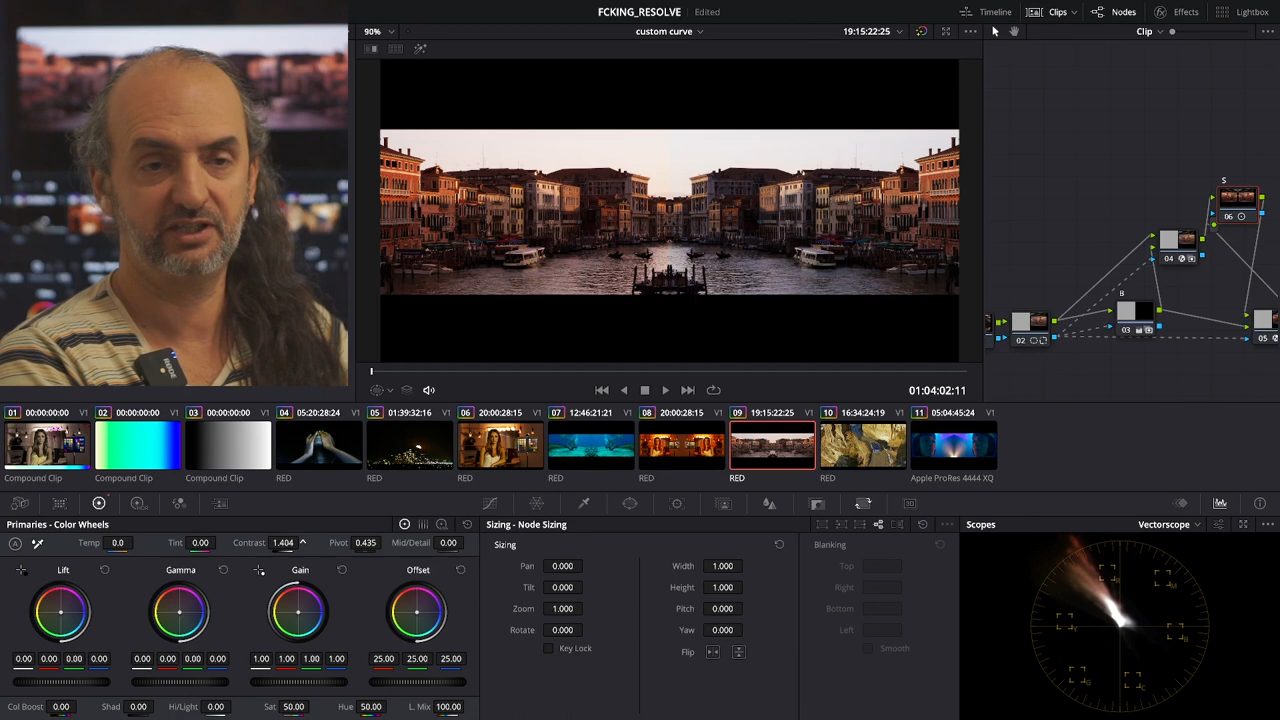 FCKING_RESOLVE Edited
Timeline Clips Nodes Effects Lightbox
90% custom curve 19:15:22:25 Clip
S
06
04
B
03
02
05
01:04:02:11
RODE
01 00:00:00:00 V1 02 00:00:00:00 V1 03 00:00:00:00 V1 04 05:20:28:24 V1 05 01:39:32:16 V1 06 20:00:28:15 V1 07 12:46:21:21 V1 08 20:00:28:15 V1 09 19:15:22:25 V1 10 16:34:24:19 V1 11 05:04:45:24 V1
Compound Clip Compound Clip Compound Clip RED RED RED RED RED RED RED Apple ProRes 4444 XQ
Primaries - Color Wheels Sizing - Node Sizing Scopes Vectorscope
Temp 0.0 Tint 0.00 Contrast 1.404 Pivot 0.435 Mid/Detail 0.00
Sizing Blanking
Lift Gamma Gain Offset
Pan 0.000 Width 1.000 Top
Tilt 0.000 Height 1.000 Right
Zoom 1.000 Pitch 0.000 Bottom
Rotate 0.000 Yaw 0.000 Left
Key Lock Flip Smooth
0.00 0.00 0.00 0.00 0.00 0.00 0.00 0.00 1.00 1.00 1.00 1.00 25.00 25.00 25.00
Col Boost 0.00 Shad 0.00 Hi/Light 0.00 Sat 50.00 Hue 50.00 L. Mix 100.00
R
M
Y
B
G
C